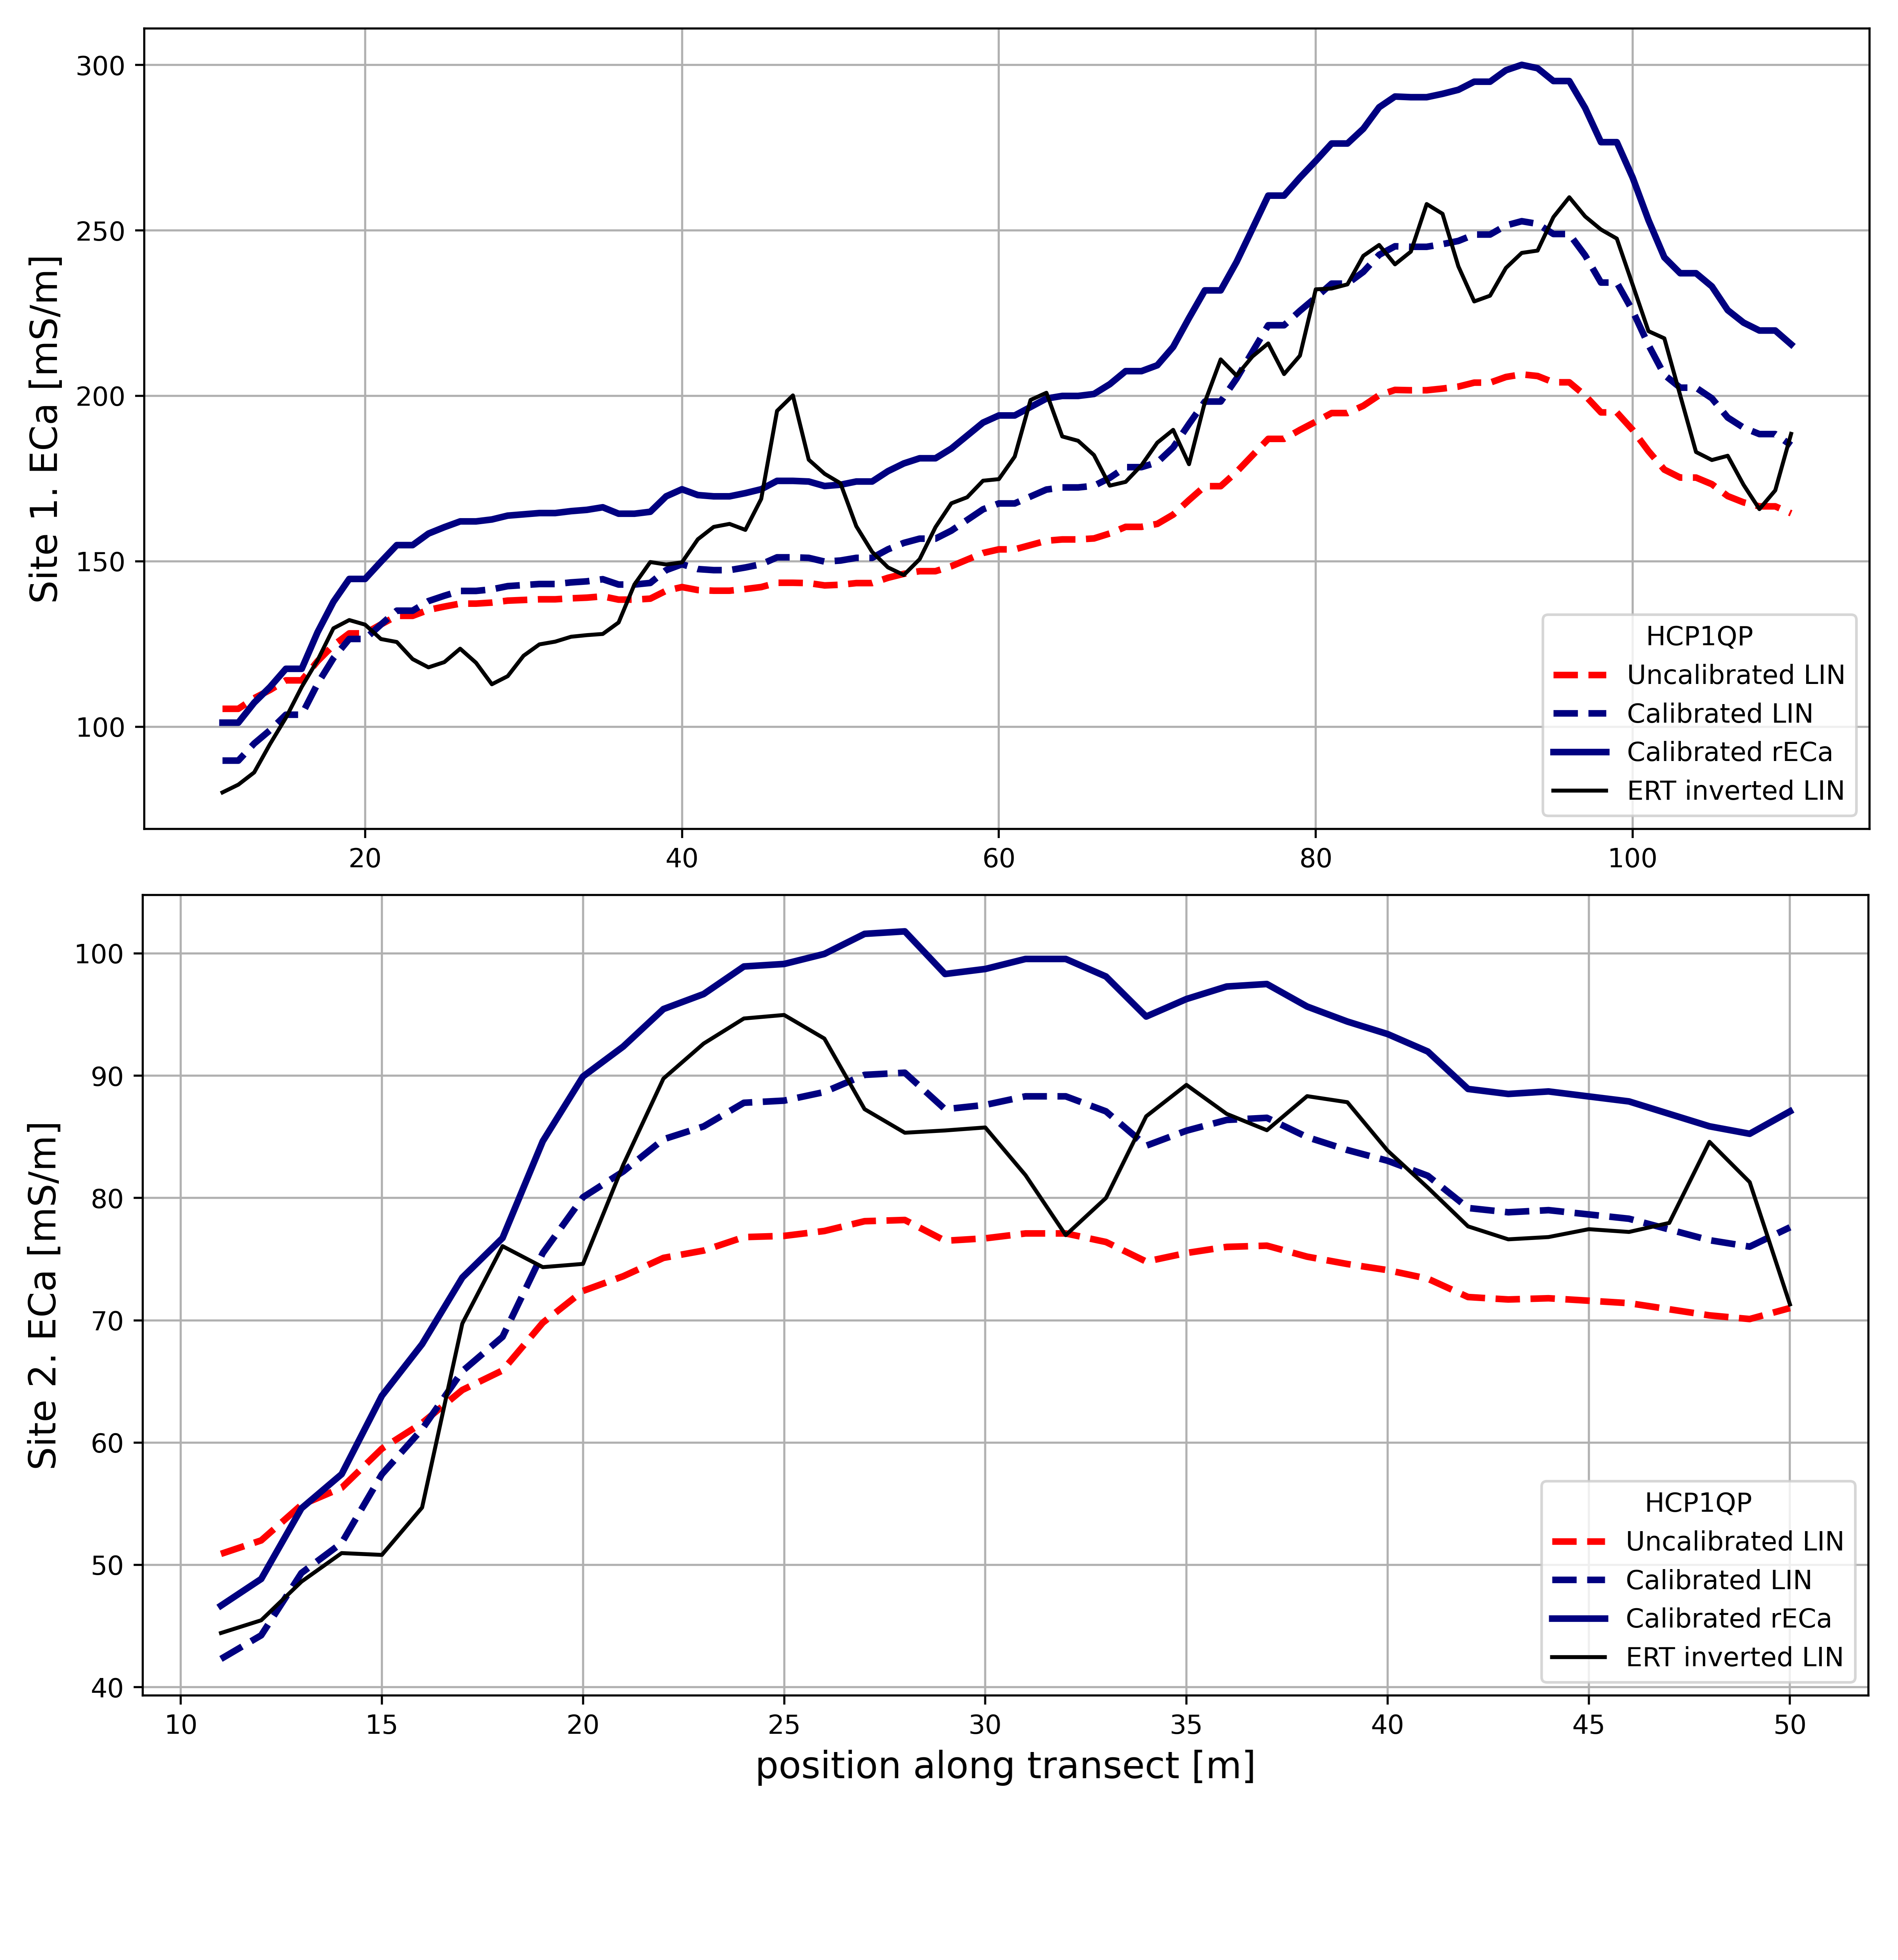 Site 1. ECa [mS/m]
300
250
200
150
100
20 40 60 80 100
HCP1QP
Uncalibrated LIN
Calibrated LIN
Calibrated rECa
ERT inverted LIN
Site 2. ECa [mS/m]
100
90
80
70
60
50
40
10 15 20 25 30 35 40 45 50
HCP1QP
Uncalibrated LIN
Calibrated LIN
Calibrated rECa
ERT inverted LIN
position along transect [m]